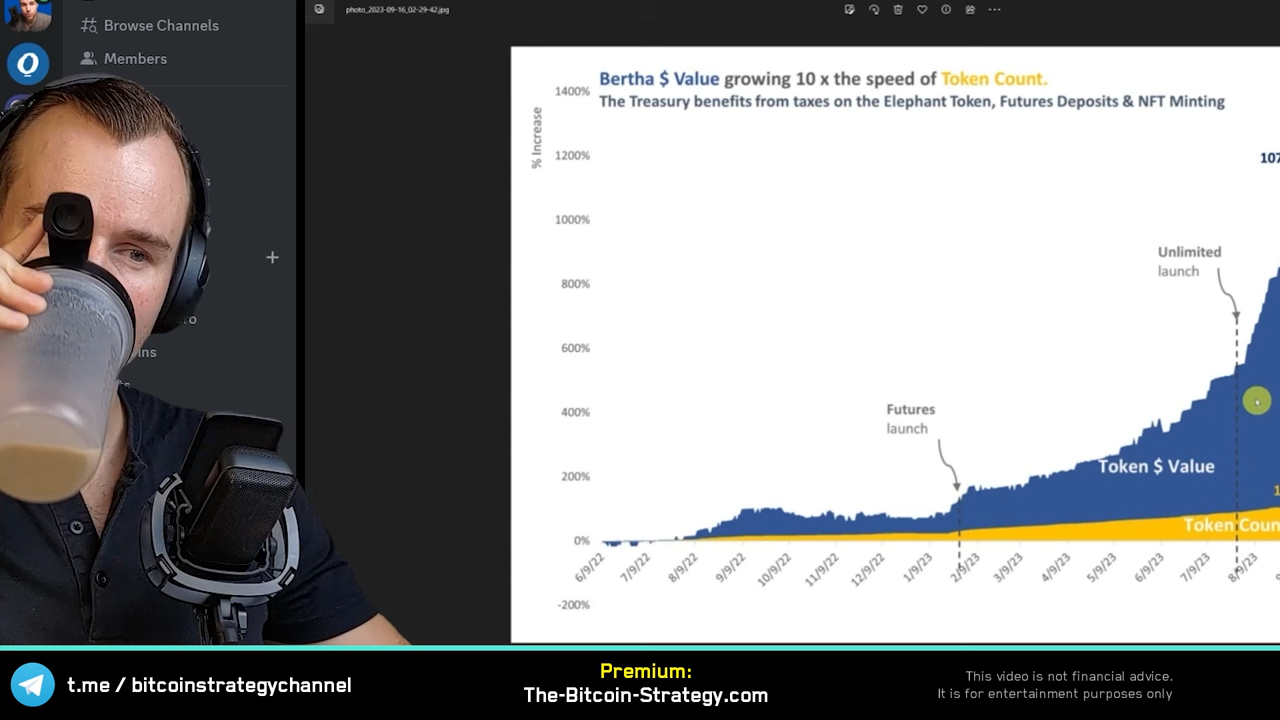 Browse Channels
Members
photo_2023-09-16_02-29-42.jpg
Bertha $ Value growing 10 x the speed of Token Count.
The Treasury benefits from taxes on the Elephant Token, Futures Deposits & NFT Minting
% Increase
1400%
1200%
1000%
800%
600%
400%
200%
0%
-200%
107
Unlimited
launch
Futures
launch
Token $ Value
1
Token Coun
6/9/22
7/9/22
8/9/22
9/9/22
10/9/22
11/9/22
12/9/22
1/9/23
2/9/23
3/9/23
4/9/23
5/9/23
6/9/23
7/9/23
8/9/23
t.me / bitcoinstrategychannel
Premium:
The-Bitcoin-Strategy.com
This video is not financial advice.
It is for entertainment purposes only